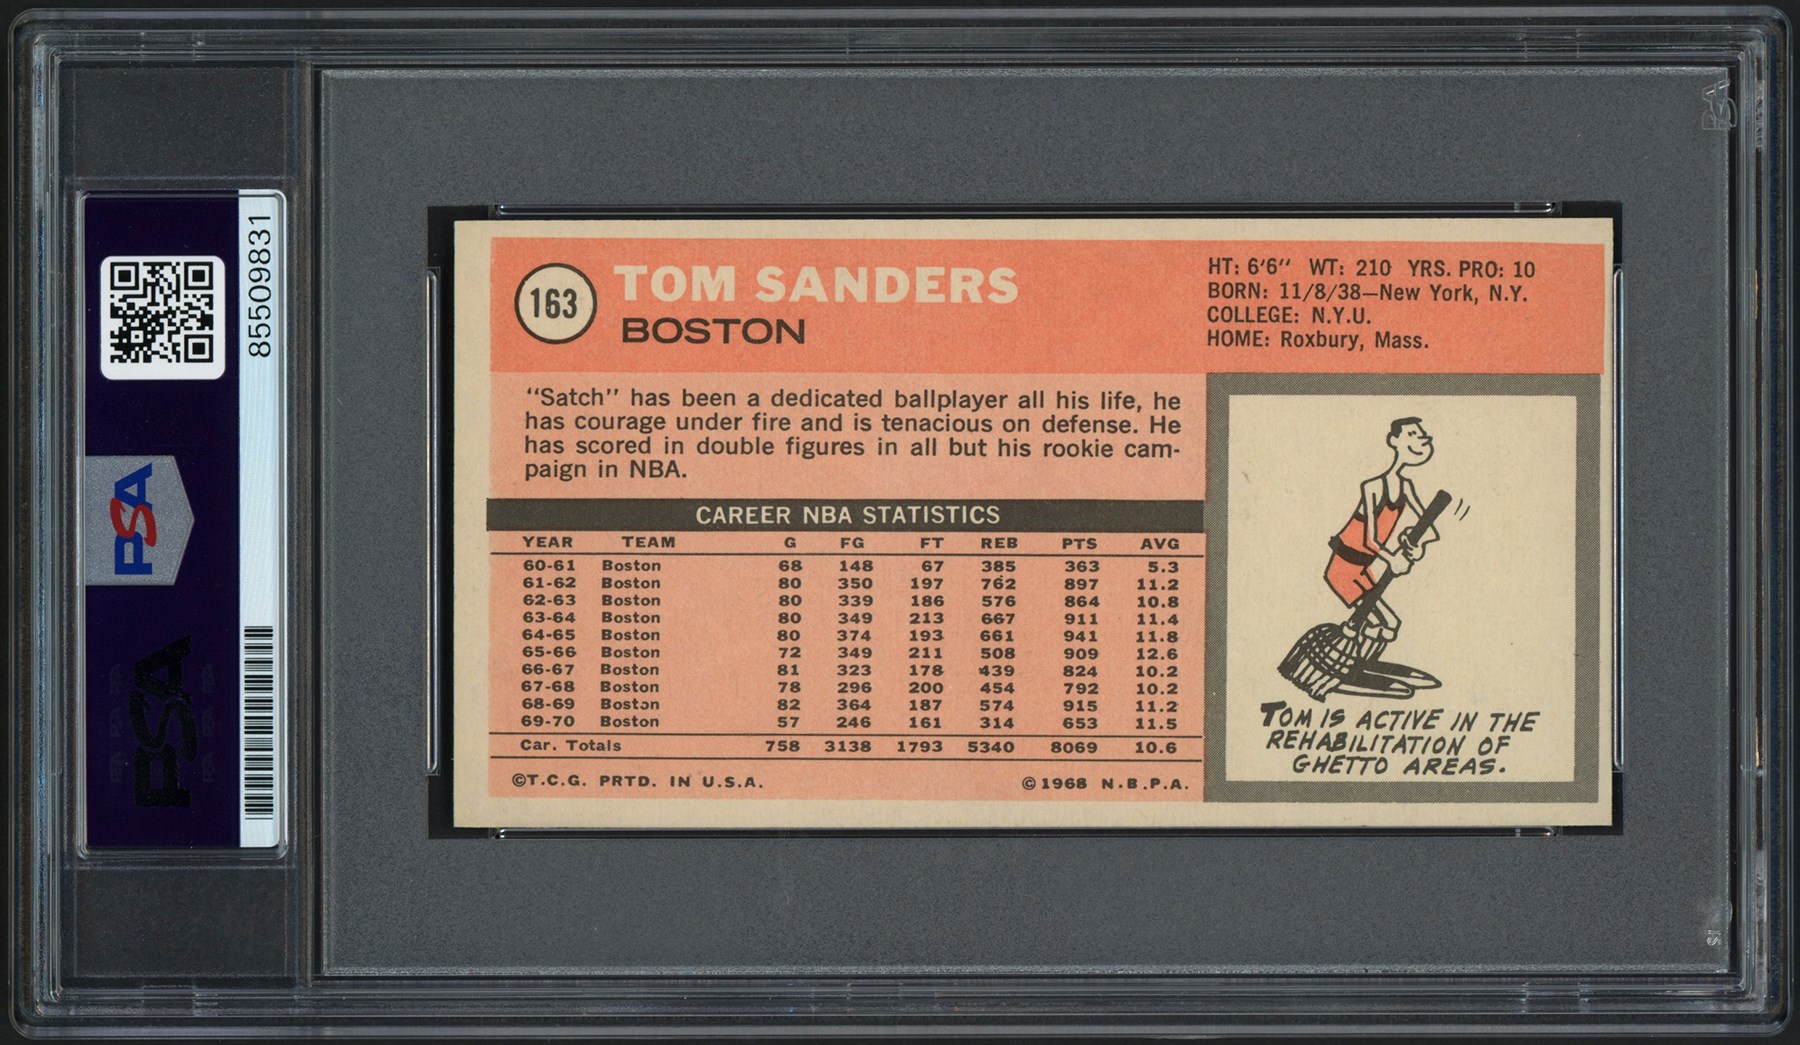 85509831
PSA
PSA
163
TOM SANDERS
BOSTON
HT: 6'6" WT: 210 YRS. PRO: 10
BORN: 11/8/38—New York, N.Y.
COLLEGE: N.Y.U.
HOME: Roxbury, Mass.
"Satch" has been a dedicated ballplayer all his life, he
has courage under fire and is tenacious on defense. He
has scored in double figures in all but his rookie cam-
paign in NBA.
CAREER NBA STATISTICS
YEAR TEAM G FG FT REB PTS AVG
60-61 Boston 68 148 67 385 363 5.3
61-62 Boston 80 350 197 762 897 11.2
62-63 Boston 80 339 186 576 864 10.8
63-64 Boston 80 349 213 667 911 11.4
64-65 Boston 80 374 193 661 941 11.8
65-66 Boston 72 349 211 508 909 12.6
66-67 Boston 81 323 178 439 824 10.2
67-68 Boston 78 296 200 454 792 10.2
68-69 Boston 82 364 187 574 915 11.2
69-70 Boston 57 246 161 314 653 11.5
Car. Totals 758 3138 1793 5340 8069 10.6
©T.C.G. PRTD. IN U.S.A. ©1968 N.B.P.A.
TOM IS ACTIVE IN THE
REHABILITATION OF
GHETTO AREAS.
PSA